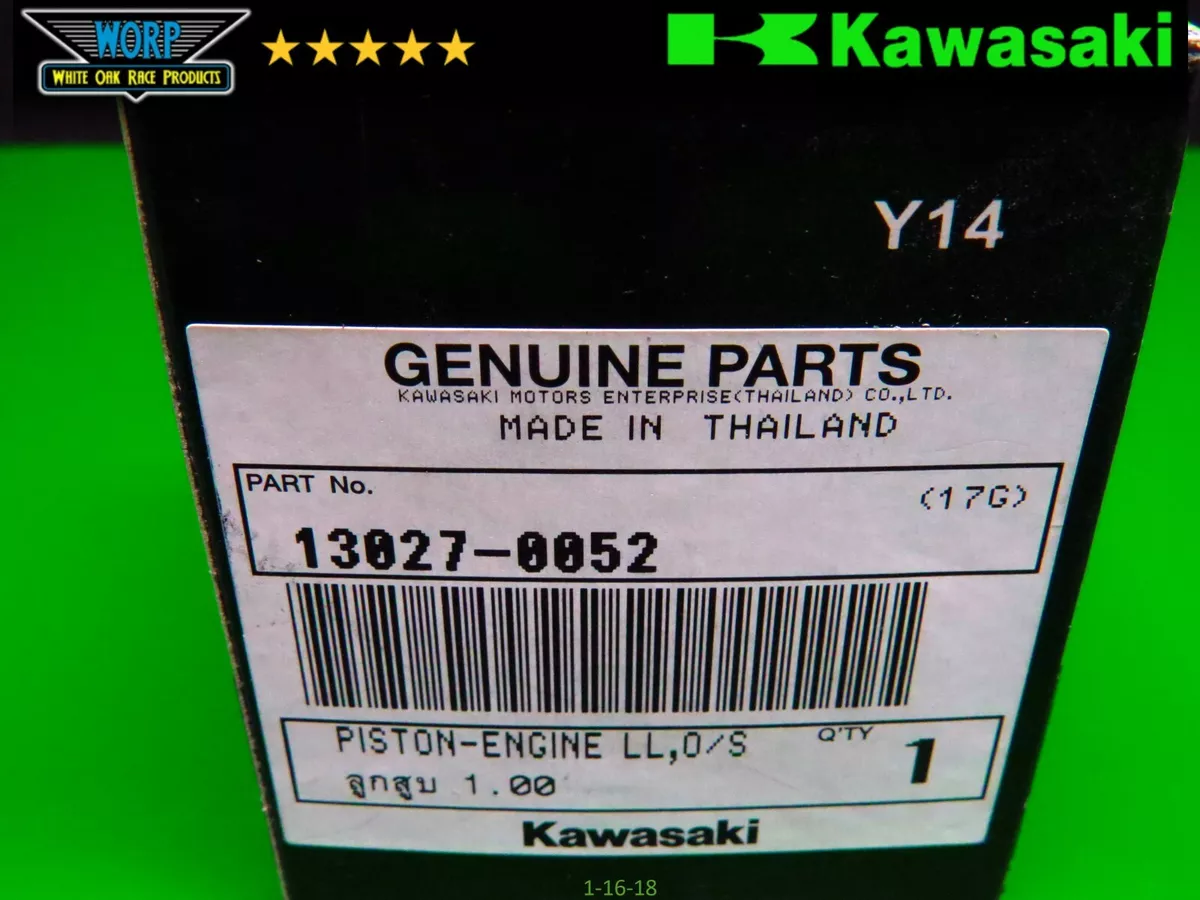 WORP
WHITE OAK RACE PRODUCTS
Kawasaki
Y14
GENUINE PARTS
KAWASAKI MOTORS ENTERPRISE(THAILAND) CO.,LTD.
MADE IN THAILAND
PART No.
(17G)
13027-0052
PISTON-ENGINE LL,O/S
Q'TY
1
ลูกสูบ 1.00
Kawasaki
1-16-18